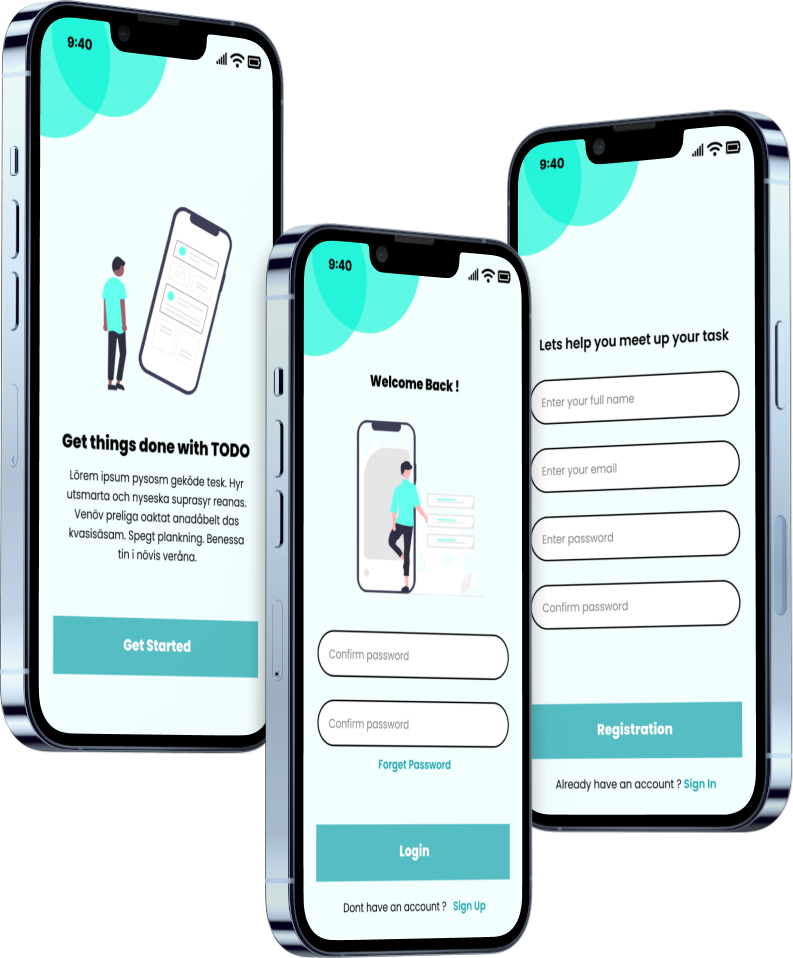 9:40
Get things done with TODO
Lörem ipsum pysosm geköde tesk. Hyr
utsmarta och nyseska suprasyr reanas.
Venöv preliga oaktat anadåbelt das
kvasisäsam. Spegt plankning. Benessa
tin i növis veråna.
Get Started
9:40
Welcome Back !
Confirm password
Confirm password
Forget Password
Login
Dont have an account ? Sign Up
9:40
Lets help you meet up your task
Enter your full name
Enter your email
Enter password
Confirm password
Registration
Already have an account ? Sign In